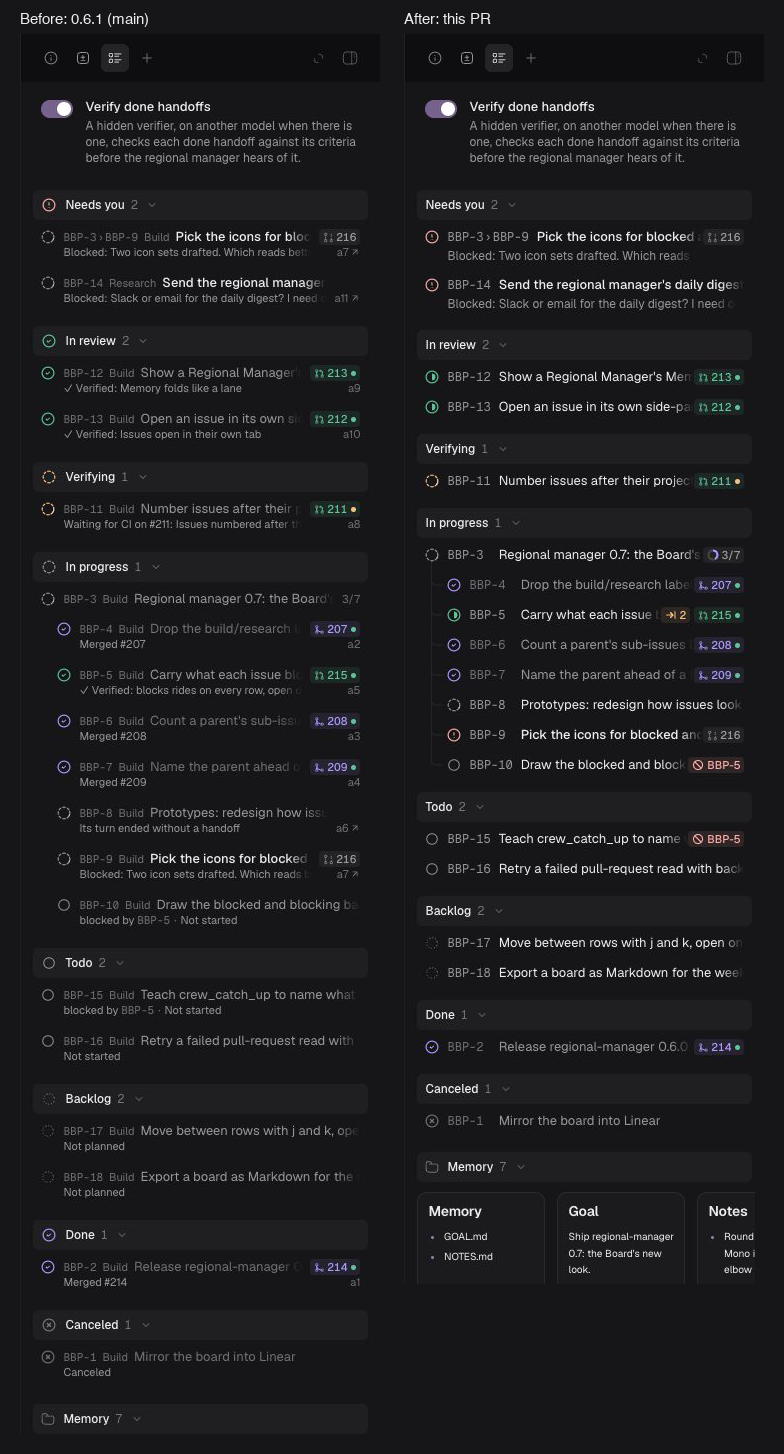 Before: 0.6.1 (main)
Verify done handoffs
A hidden verifier, on another model when there is
one, checks each done handoff against its criteria
before the regional manager hears of it.
Needs you 2
BBP-3 › BBP-9 Build Pick the icons for bloc 216
Blocked: Two icon sets drafted. Which reads bett a7 ↗
BBP-14 Research Send the regional manager
Blocked: Slack or email for the daily digest? I need a11 ↗
In review 2
BBP-12 Build Show a Regional Manager's 213
✓ Verified: Memory folds like a lane a9
BBP-13 Build Open an issue in its own si 212
✓ Verified: Issues open in their own tab a10
Verifying 1
BBP-11 Build Number issues after their p 211
Waiting for CI on #211: Issues numbered after th a8
In progress 1
BBP-3 Build Regional manager 0.7: the Board's 3/7
BBP-4 Build Drop the build/research 207
Merged #207 a2
BBP-5 Build Carry what each issue blo 215
✓ Verified: blocks rides on every row, open a5
BBP-6 Build Count a parent's sub-issu 208
Merged #208 a3
BBP-7 Build Name the parent ahead o 209
Merged #209 a4
BBP-8 Build Prototypes: redesign how iss
Its turn ended without a handoff a6 ↗
BBP-9 Build Pick the icons for blocked 216
Blocked: Two icon sets drafted. Which reads a7 ↗
BBP-10 Build Draw the blocked and blocking ba
blocked by BBP-5 · Not started
Todo 2
BBP-15 Build Teach crew_catch_up to name what
blocked by BBP-5 · Not started
BBP-16 Build Retry a failed pull-request read with
Not started
Backlog 2
BBP-17 Build Move between rows with j and k, ope
Not planned
BBP-18 Build Export a board as Markdown for the
Not planned
Done 1
BBP-2 Build Release regional-manager 214
Merged #214 a1
Canceled 1
BBP-1 Build Mirror the board into Linear
Canceled
Memory 7
After: this PR
Verify done handoffs
A hidden verifier, on another model when there is
one, checks each done handoff against its criteria
before the regional manager hears of it.
Needs you 2
BBP-3 › BBP-9 Pick the icons for blocked 216
Blocked: Two icon sets drafted. Which reads
BBP-14 Send the regional manager's daily digest
Blocked: Slack or email for the daily digest? I need
In review 2
BBP-12 Show a Regional Manager's Mem 213
BBP-13 Open an issue in its own side-pa 212
Verifying 1
BBP-11 Number issues after their projec 211
In progress 1
BBP-3 Regional manager 0.7: the Board's 3/7
BBP-4 Drop the build/research labe 207
BBP-5 Carry what each issue 2 215
BBP-6 Count a parent's sub-issues 208
BBP-7 Name the parent ahead of a 209
BBP-8 Prototypes: redesign how issues look
BBP-9 Pick the icons for blocked and 216
BBP-10 Draw the blocked and block BBP-5
Todo 2
BBP-15 Teach crew_catch_up to name BBP-5
BBP-16 Retry a failed pull-request read with back
Backlog 2
BBP-17 Move between rows with j and k, open on
BBP-18 Export a board as Markdown for the wee
Done 1
BBP-2 Release regional-manager 0.6.0 214
Canceled 1
BBP-1 Mirror the board into Linear
Memory 7
Memory
GOAL.md
NOTES.md
Goal
Ship regional-manager
0.7: the Board's new
look.
Notes
Round
Mono i
elbow